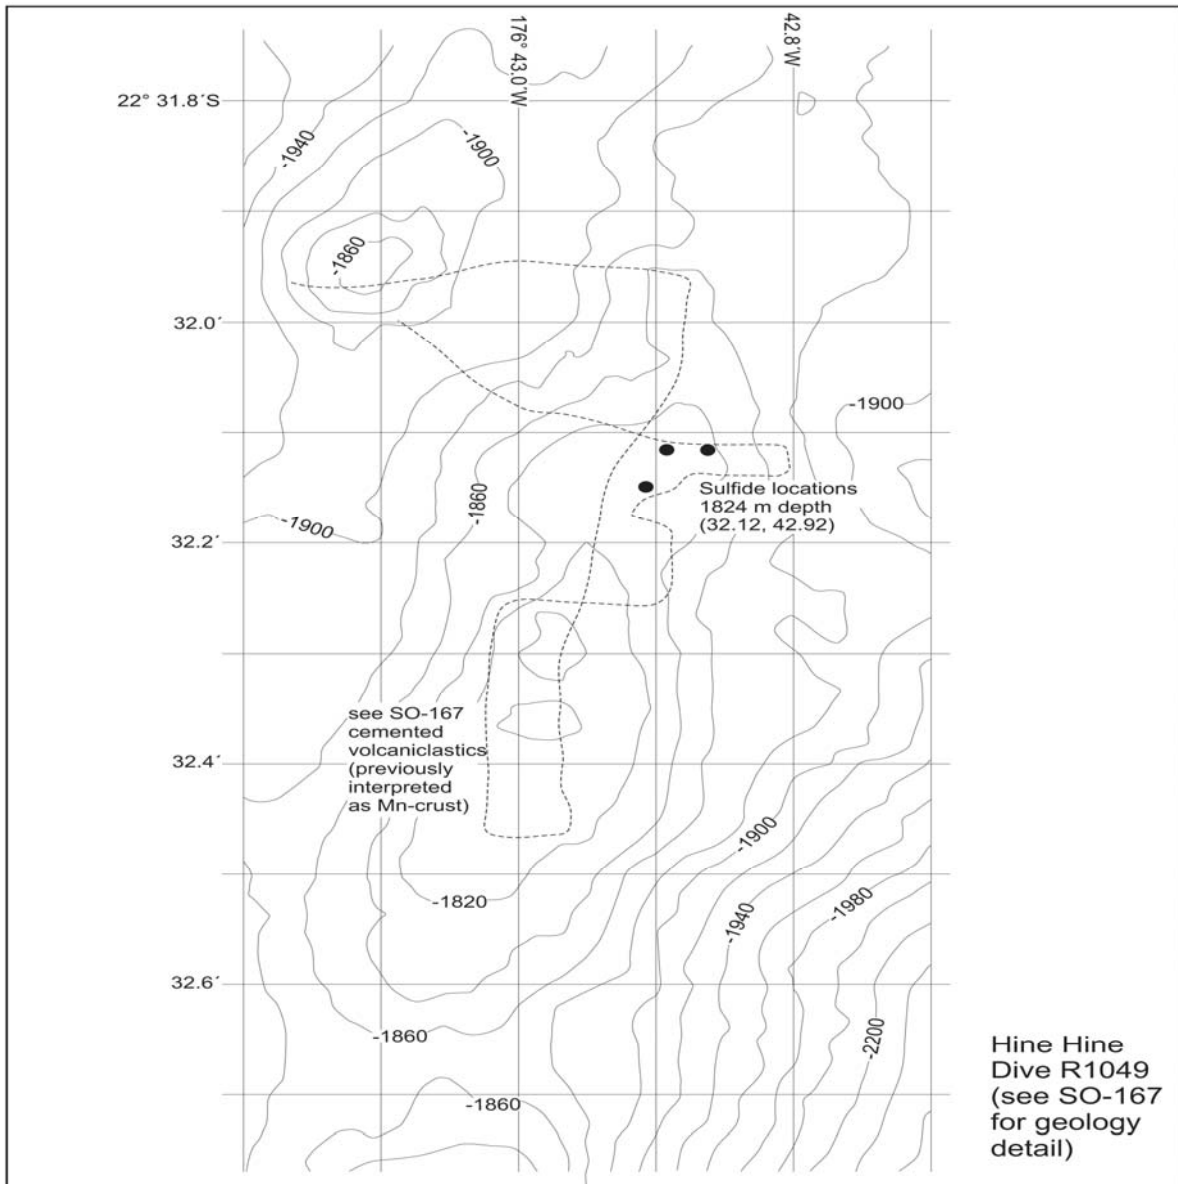 176° 43.0´W
42.8´W
22° 31.8´S
-1940
-1900
-1860
32.0´
-1900
-1860
Sulfide locations
1824 m depth
(32.12, 42.92)
-1900
32.2´
see SO-167
cemented
volcaniclastics
(previously
interpreted
as Mn-crust)
32.4´
-1900
-1820
-1980
-1940
32.6´
-1860
-2200
-1860
Hine Hine
Dive R1049
(see SO-167
for geology
detail)